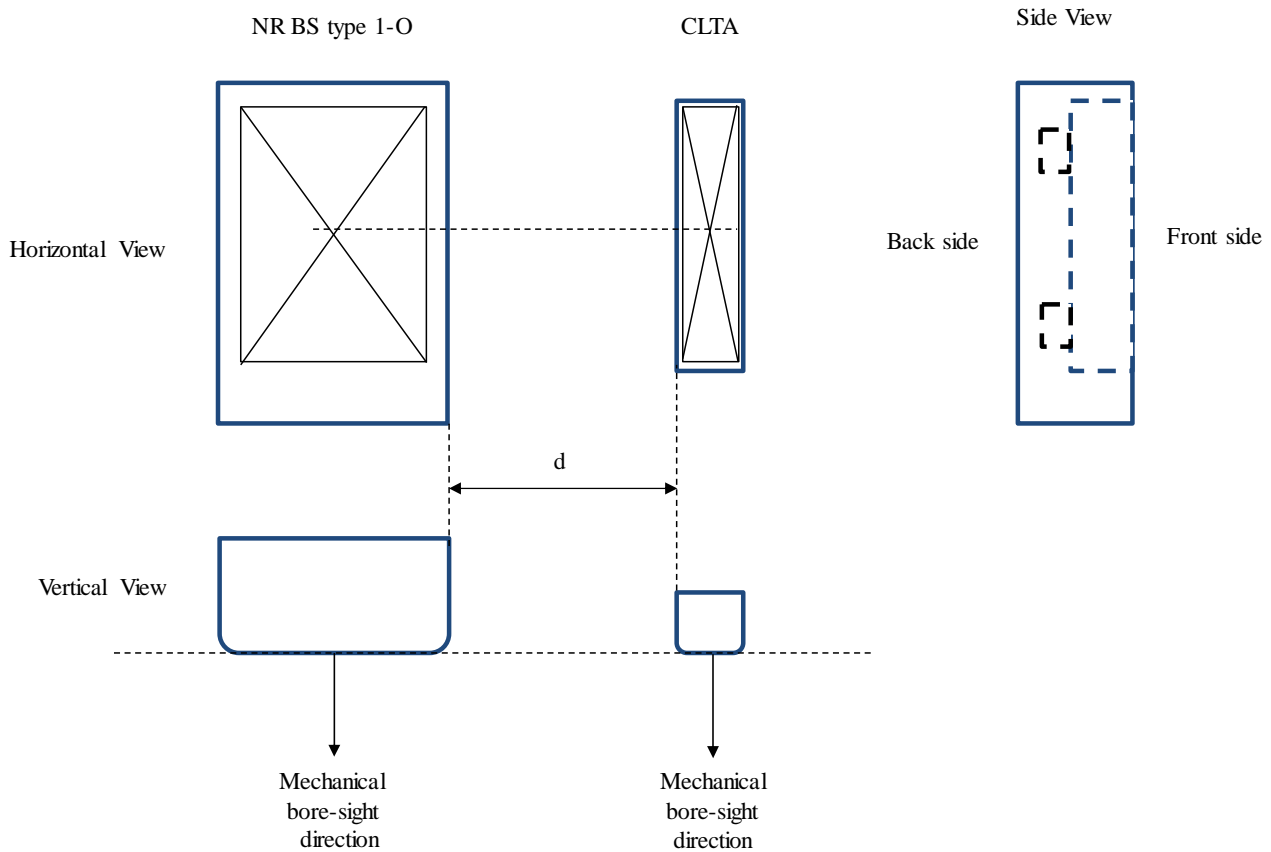 NR BS type 1-O
CLTA
Side View
Horizontal View
Back side
Front side
d
Vertical View
Mechanical
bore-sight
direction
Mechanical
bore-sight
direction